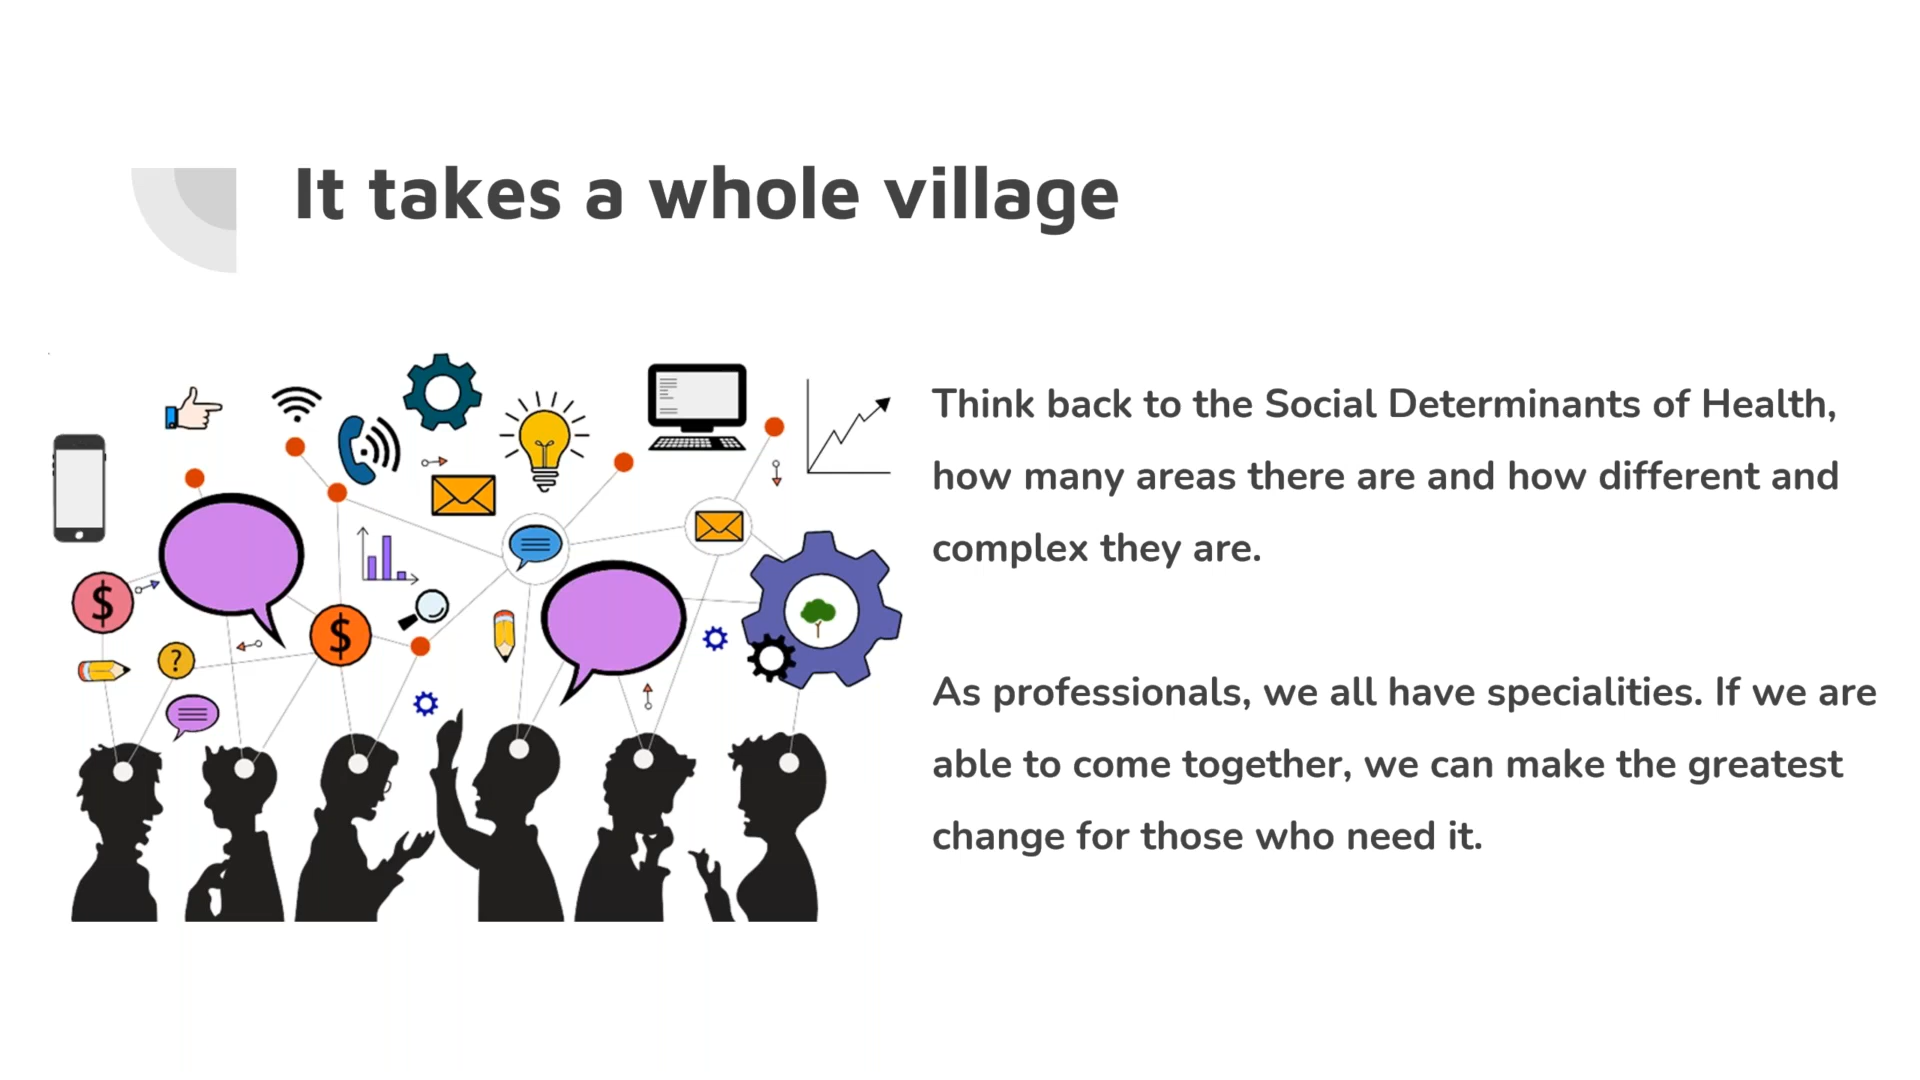 It takes a whole village
Think back to the Social Determinants of Health,
how many areas there are and how different and
complex they are.
As professionals, we all have specialities. If we are
able to come together, we can make the greatest
change for those who need it.
$
$
?